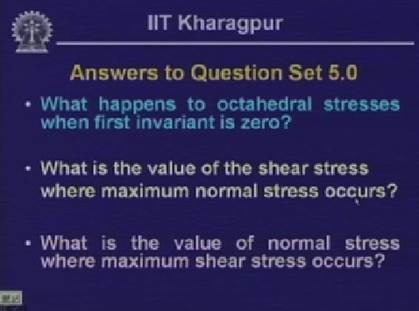 IIT Kharagpur
Answers to Question Set 5.0
• What happens to octahedral stresses
when first invariant is zero?
• What is the value of the shear stress
where maximum normal stress occurs?
• What is the value of normal stress
where maximum shear stress occurs?